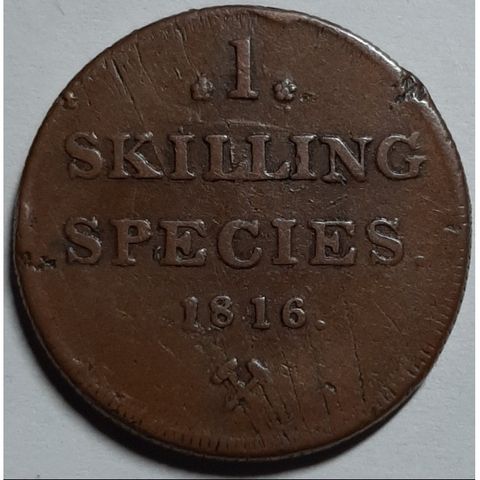 1.
SKILLING
SPECIES.
1816.